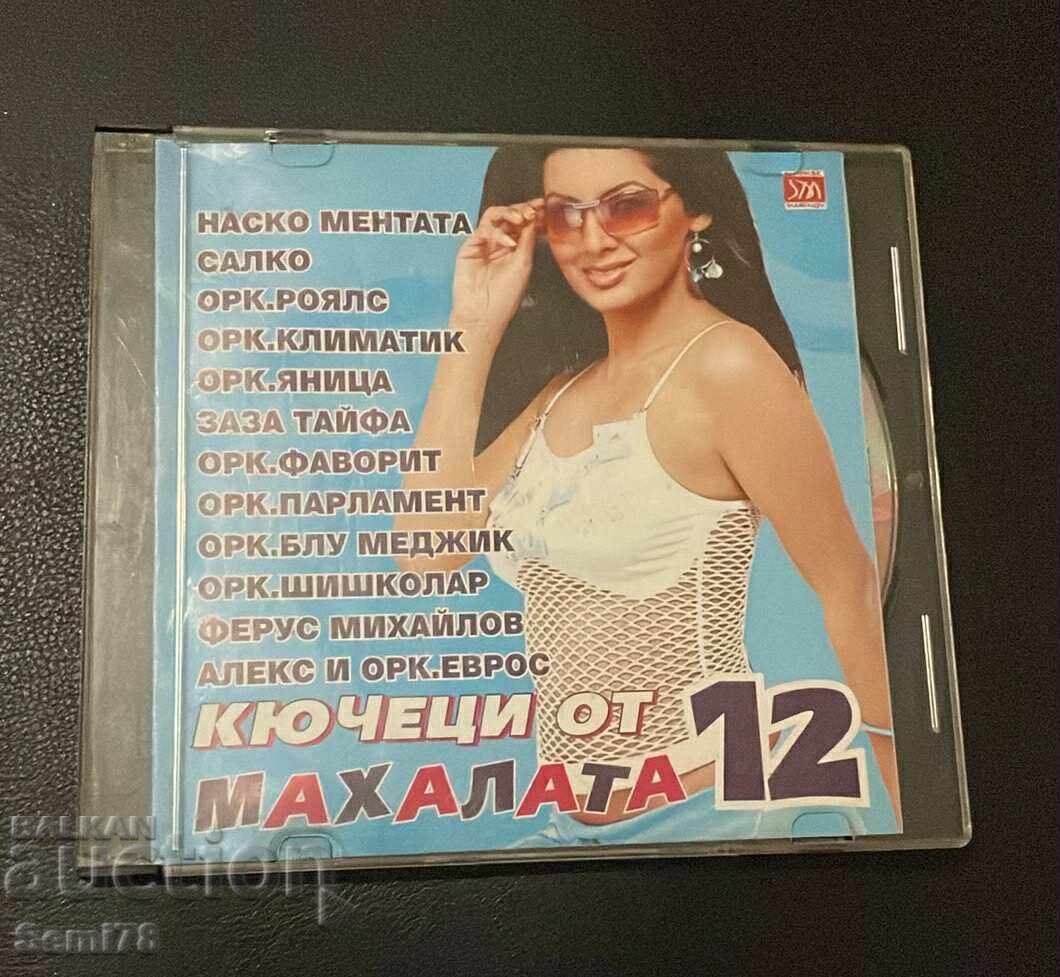 НАСКО МЕНТАТА
САЛКО
ОРК.РОЯЛС
ОРК.КЛИМАТИК
ОРК.ЯНИЦА
ЗАЗА ТАЙФА
ОРК.ФАВОРИТ
ОРК.ПАРЛАМЕНТ
ОРК.БЛУ МЕДЖИК
ОРК.ШИШКОЛАР
ФЕРУС МИХАЙЛОВ
АЛЕКС И ОРК.ЕВРОС
КЮЧЕЦИ ОТ
МАХАЛАТА 12
SM
BALKAN
auction
Semi78